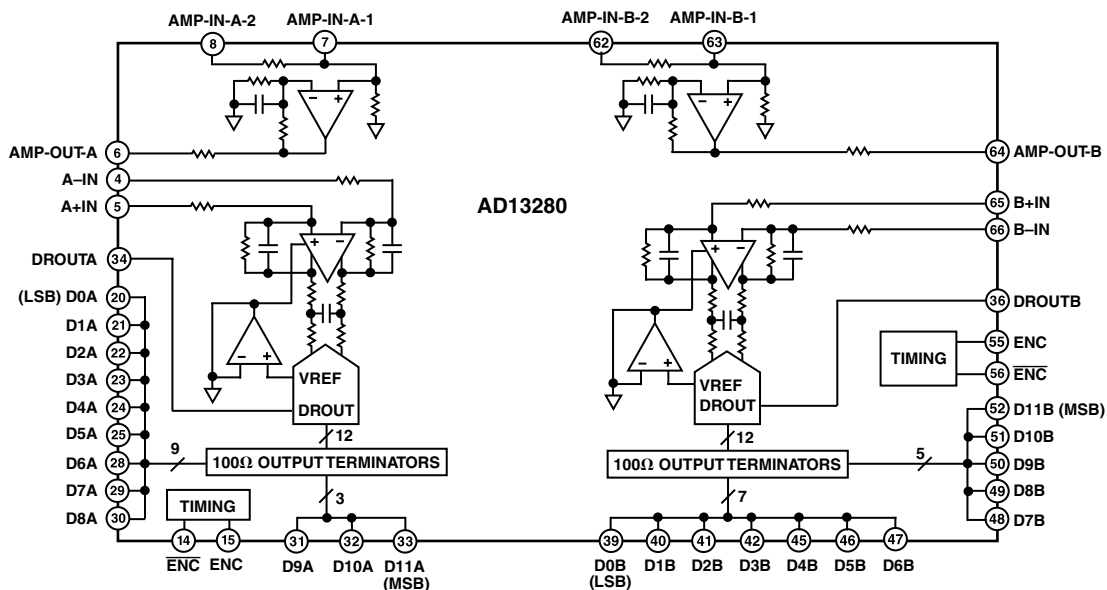 AMP-IN-A-2
AMP-IN-A-1
AMP-IN-B-2
AMP-IN-B-1
8
7
62
63
− +
− +
AMP-OUT-A
6
64
AMP-OUT-B
A–IN
4
A+IN
5
AD13280
65
B+IN
66
B–IN
+ −
+ −
DROUTA
34
36
DROUTB
(LSB) D0A
20
D1A
21
D2A
22
D3A
23
D4A
24
D5A
25
D6A
28
D7A
29
D8A
30
− +
VREF
DROUT
12
9
100Ω OUTPUT TERMINATORS
3
TIMING
14
15
31
32
33
ENC
ENC
D9A
D10A
D11A
(MSB)
− +
VREF
DROUT
12
100Ω OUTPUT TERMINATORS
5
7
39
40
41
42
45
46
47
D0B
(LSB)
D1B
D2B
D3B
D4B
D5B
D6B
TIMING
55
ENC
56
ENC
52
D11B (MSB)
51
D10B
50
D9B
49
D8B
48
D7B